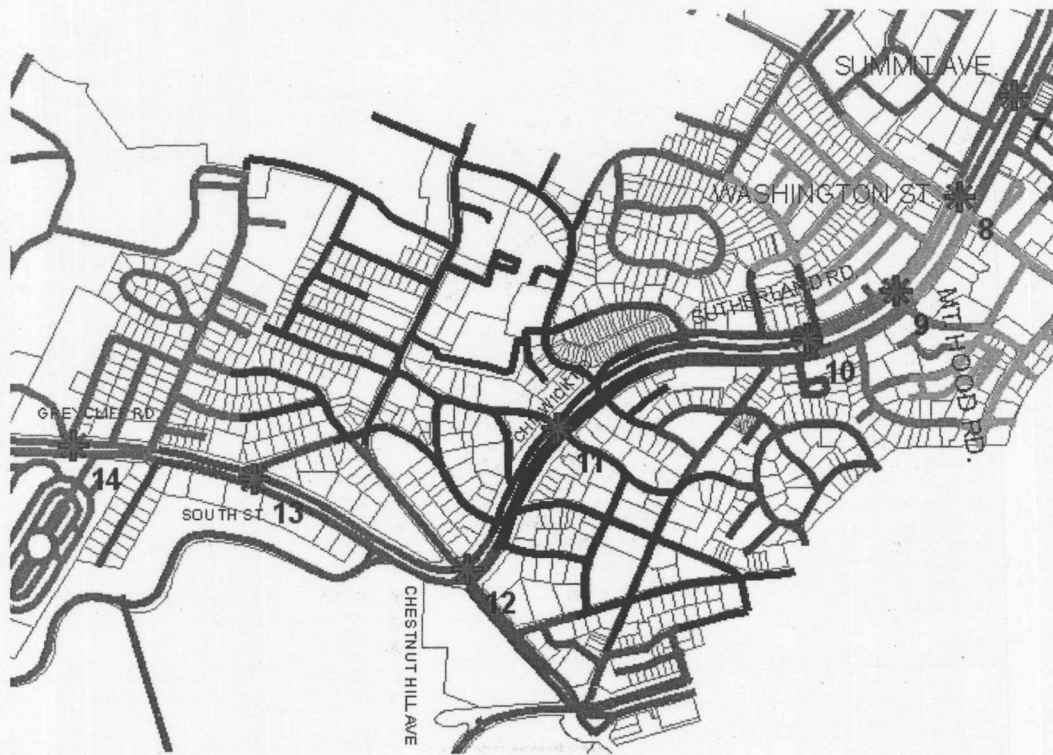 SUMMIT AVE
7
WASHINGTON ST.
8
SUTHERLAND RD.
9
MT HOOD RD.
10
CHISWICK
11
GREYCLIFF RD.
14
SOUTH ST.
13
12
CHESTNUT HILL AVE